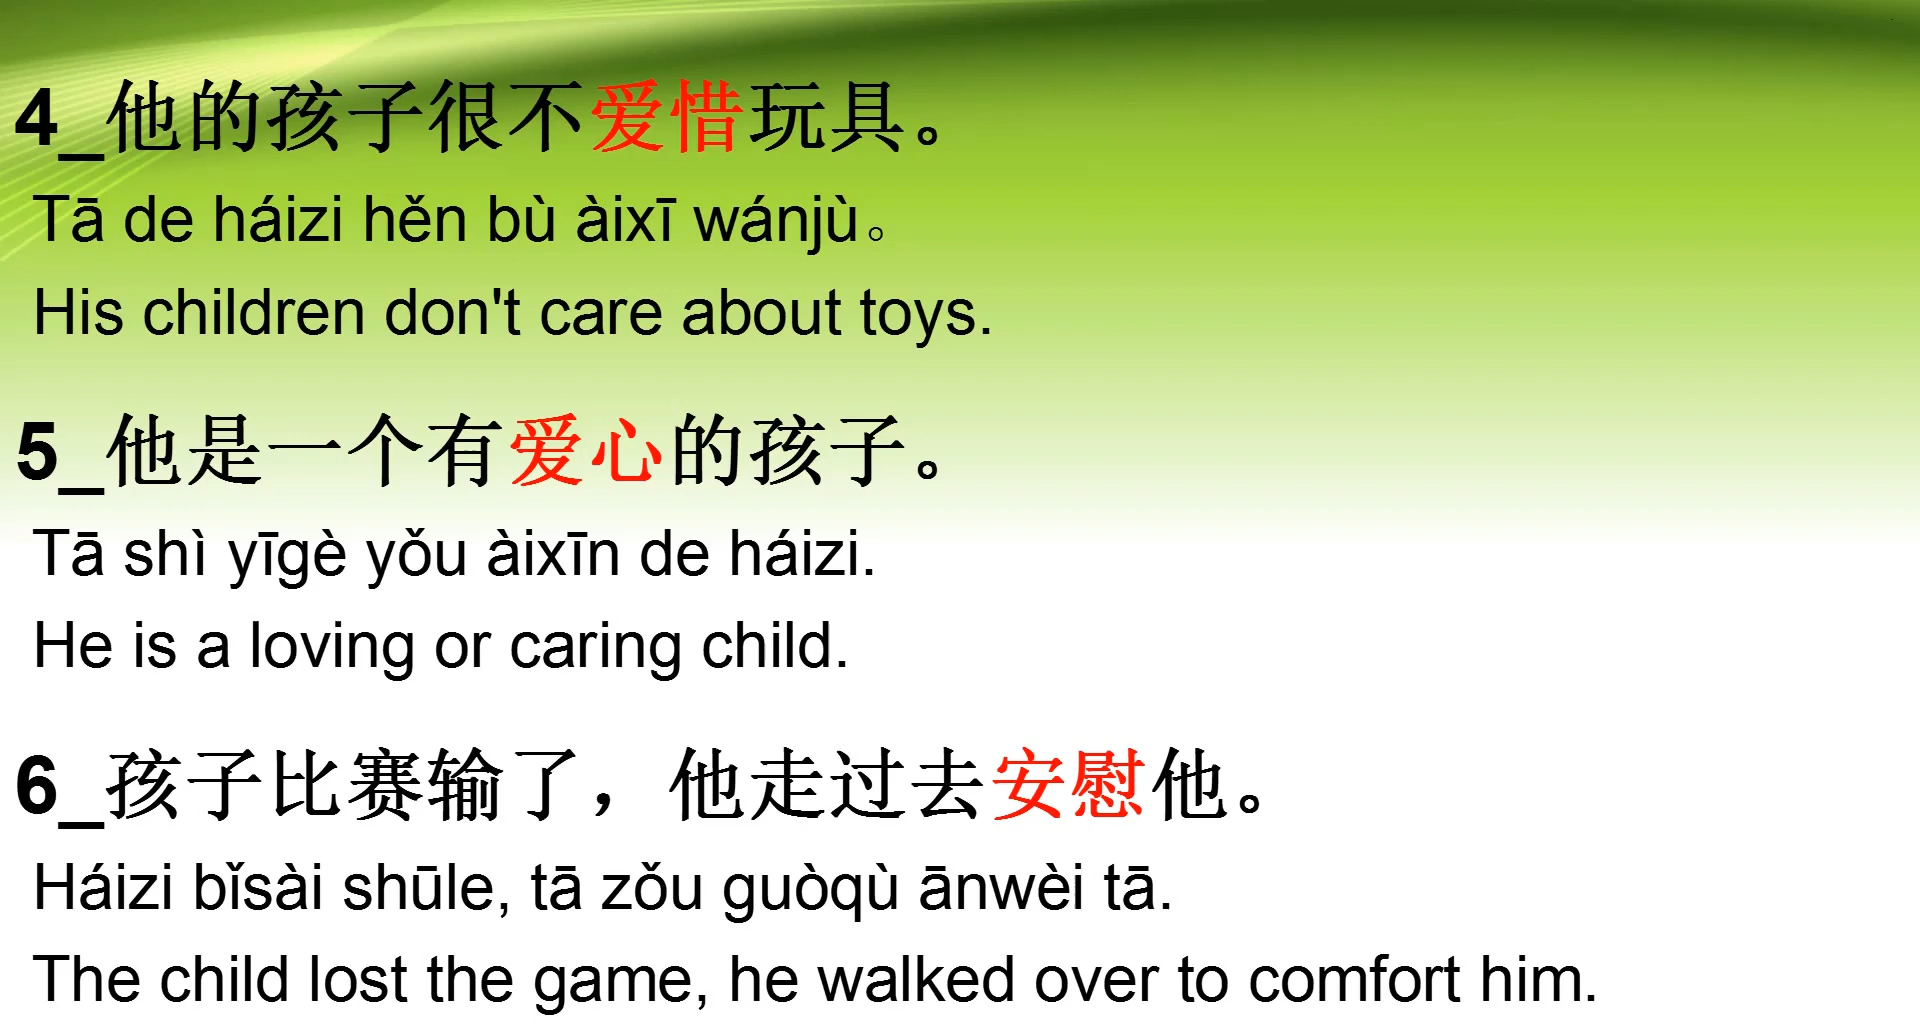 4_他的孩子很不爱惜玩具。
Tā de háizi hěn bù àixī wánjù。
His children don't care about toys.
5_他是一个有爱心的孩子。
Tā shì yīgè yǒu àixīn de háizi.
He is a loving or caring child.
6_孩子比赛输了，他走过去安慰他。
Háizi bǐsài shūle, tā zǒu guòqù ānwèi tā.
The child lost the game, he walked over to comfort him.